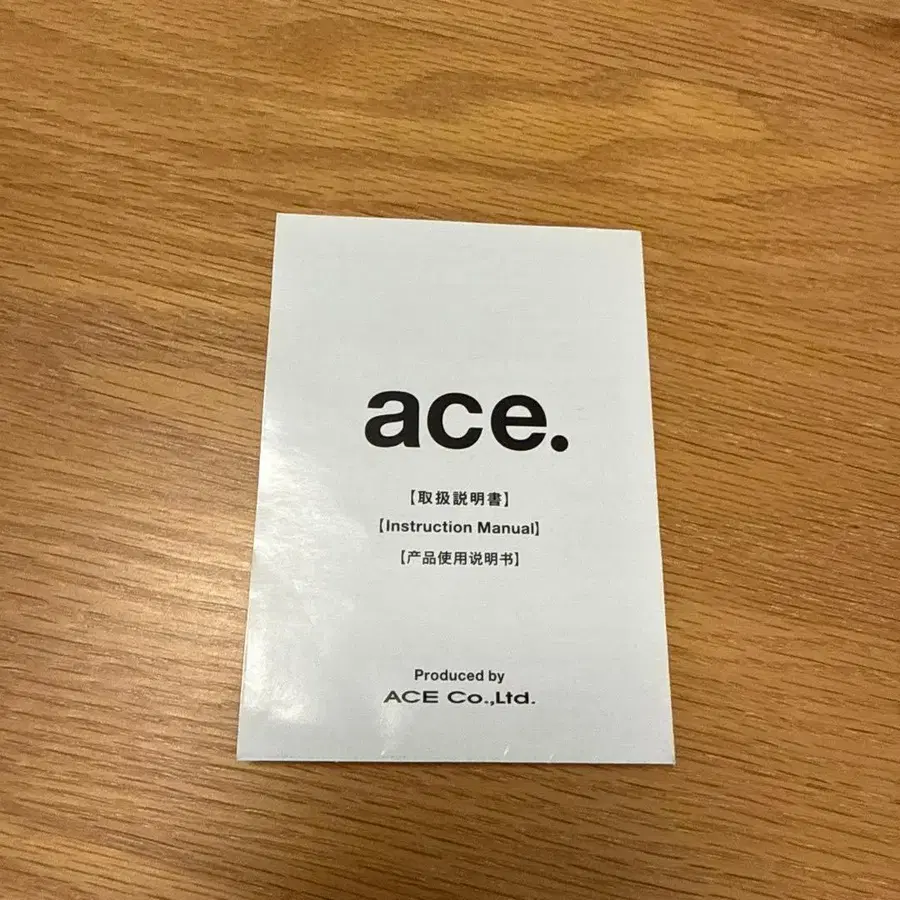 ace.
【取扱説明書】
【Instruction Manual】
【产品使用说明书】
Produced by
ACE Co.,Ltd.